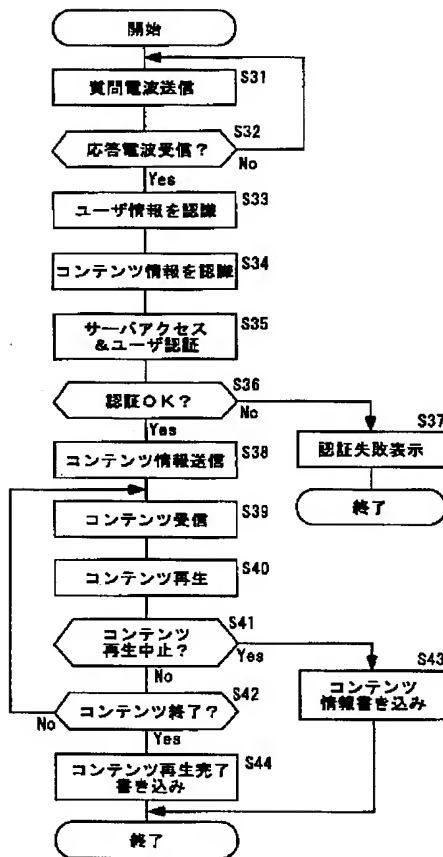 開始
質問電波送信
S31
応答電波受信？
S32
No
Yes
ユーザ情報を認識
S33
コンテンツ情報を認識
S34
サーバアクセス
&ユーザ認証
S35
認証OK？
S36
No
Yes
認証失敗表示
S37
終了
コンテンツ情報送信
S38
コンテンツ受信
S39
コンテンツ再生
S40
コンテンツ
再生中止？
S41
Yes
No
コンテンツ
情報書き込み
S43
コンテンツ終了？
S42
No
Yes
コンテンツ再生完了
書き込み
S44
終了